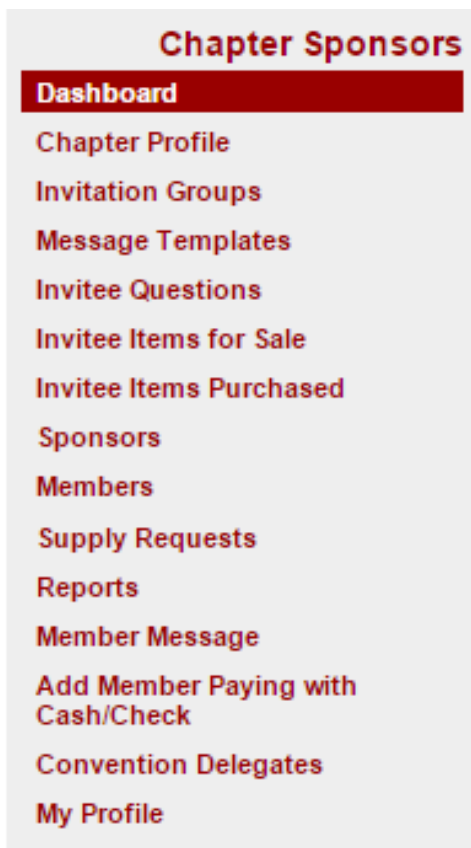 Chapter Sponsors
Dashboard
Chapter Profile
Invitation Groups
Message Templates
Invitee Questions
Invitee Items for Sale
Invitee Items Purchased
Sponsors
Members
Supply Requests
Reports
Member Message
Add Member Paying with
Cash/Check
Convention Delegates
My Profile